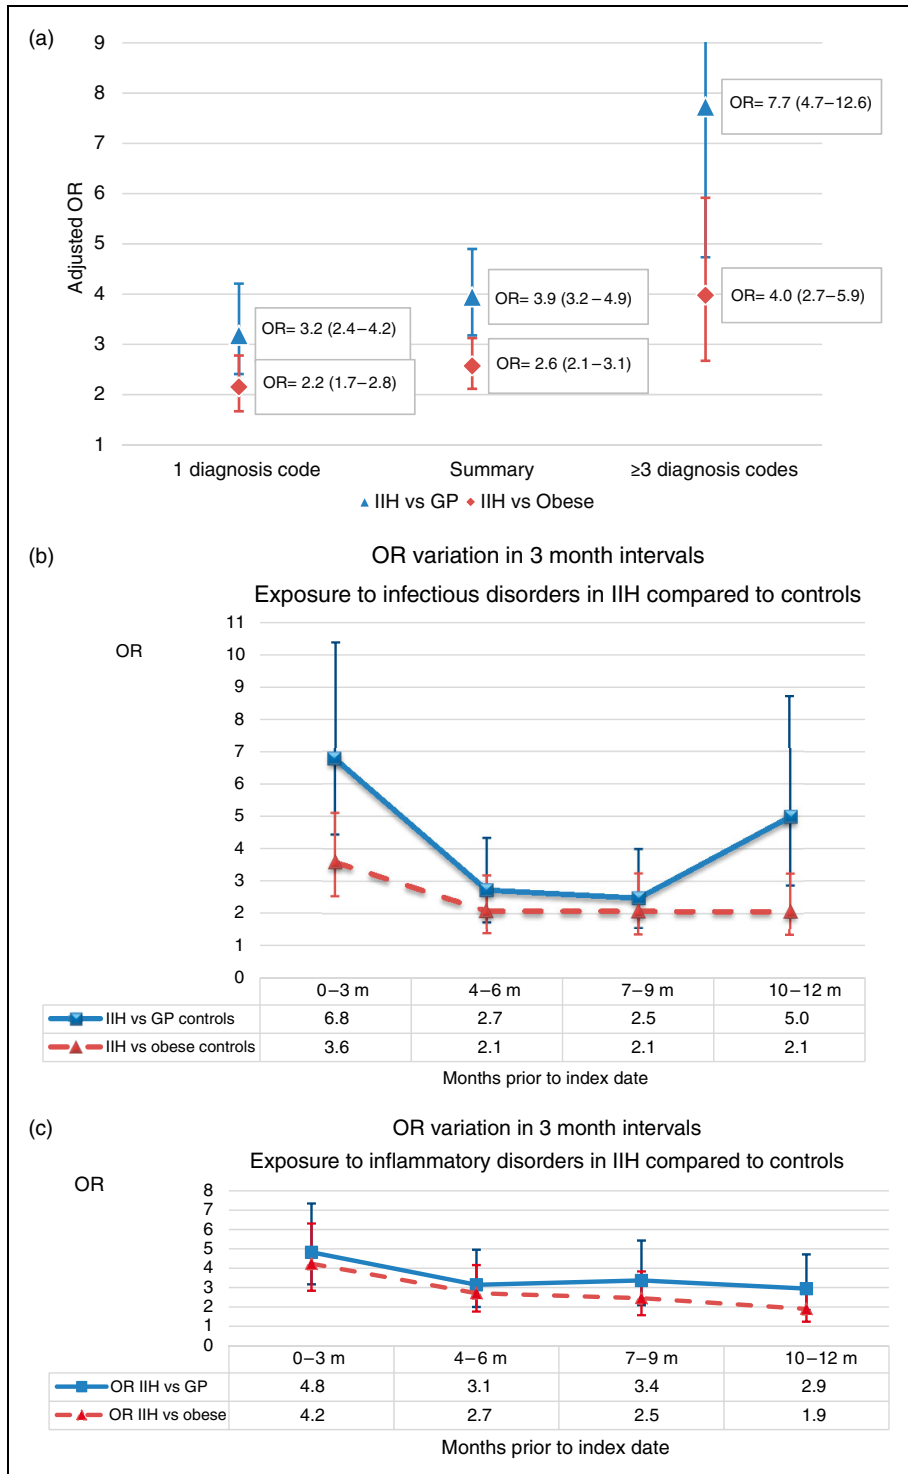 (a)
9
8
7
6
5
4
3
2
1
Adjusted OR
OR= 7.7 (4.7–12.6)
OR= 3.9 (3.2–4.9)
OR= 4.0 (2.7–5.9)
OR= 3.2 (2.4–4.2)
OR= 2.6 (2.1–3.1)
OR= 2.2 (1.7–2.8)
1 diagnosis code Summary ≥3 diagnosis codes
IIH vs GP IIH vs Obese
(b)
OR variation in 3 month intervals
Exposure to infectious disorders in IIH compared to controls
OR
11
10
9
8
7
6
5
4
3
2
1
0
0–3 m 4–6 m 7–9 m 10–12 m
IIH vs GP controls 6.8 2.7 2.5 5.0
IIH vs obese controls 3.6 2.1 2.1 2.1
Months prior to index date
(c)
OR variation in 3 month intervals
Exposure to inflammatory disorders in IIH compared to controls
OR
8
7
6
5
4
3
2
1
0
0–3 m 4–6 m 7–9 m 10–12 m
OR IIH vs GP 4.8 3.1 3.4 2.9
OR IIH vs obese 4.2 2.7 2.5 1.9
Months prior to index date